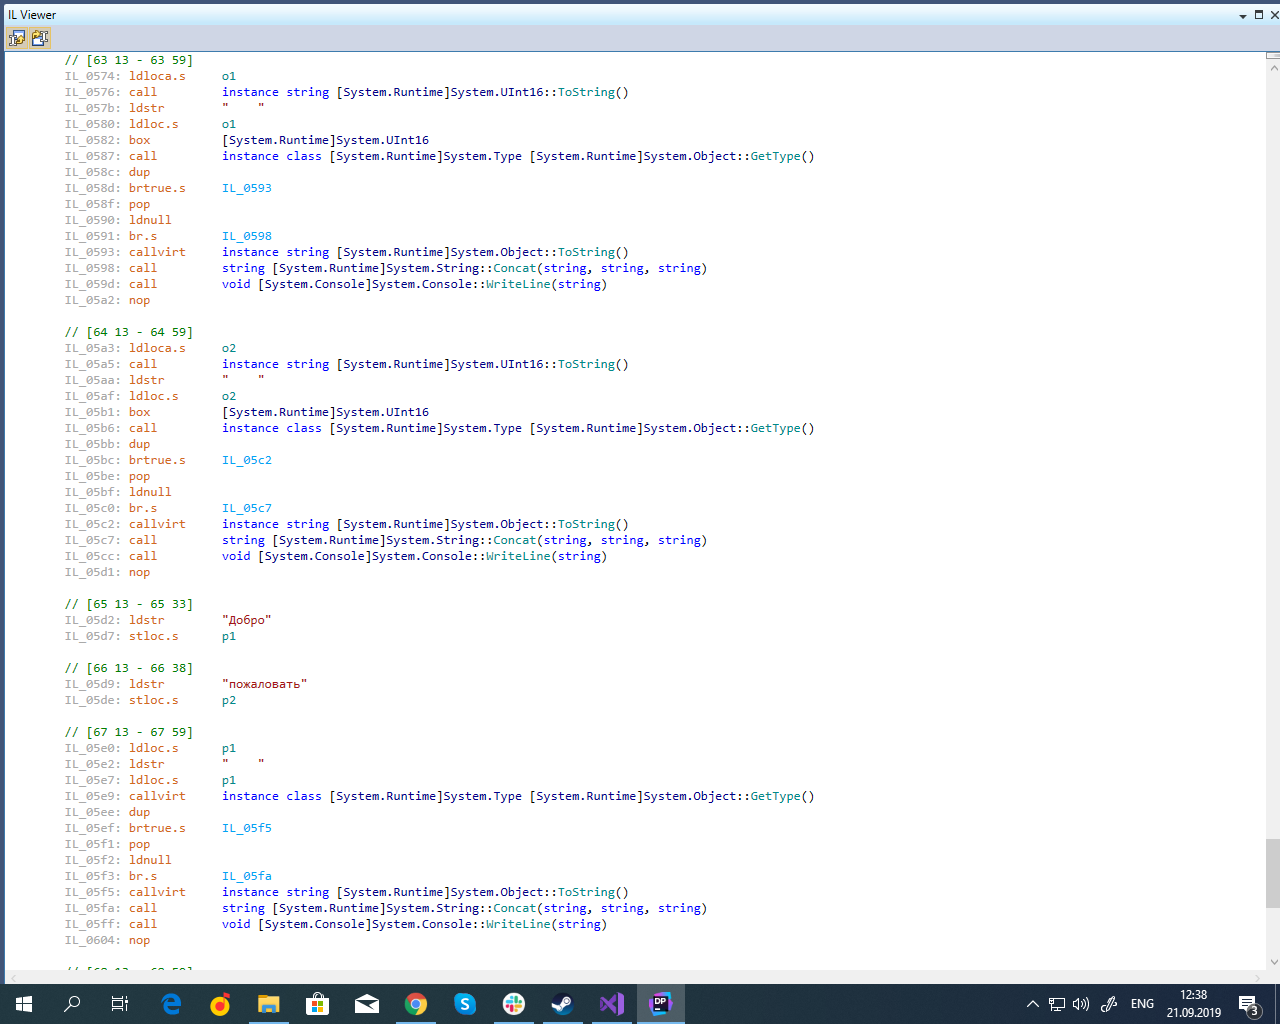 IL Viewer
// [63 13 - 63 59]
IL_0574: ldloca.s o1
IL_0576: call instance string [System.Runtime]System.UInt16::ToString()
IL_057b: ldstr "    "
IL_0580: ldloc.s o1
IL_0582: box [System.Runtime]System.UInt16
IL_0587: call instance class [System.Runtime]System.Type [System.Runtime]System.Object::GetType()
IL_058c: dup
IL_058d: brtrue.s IL_0593
IL_058f: pop
IL_0590: ldnull
IL_0591: br.s IL_0598
IL_0593: callvirt instance string [System.Runtime]System.Object::ToString()
IL_0598: call string [System.Runtime]System.String::Concat(string, string, string)
IL_059d: call void [System.Console]System.Console::WriteLine(string)
IL_05a2: nop
// [64 13 - 64 59]
IL_05a3: ldloca.s o2
IL_05a5: call instance string [System.Runtime]System.UInt16::ToString()
IL_05aa: ldstr "    "
IL_05af: ldloc.s o2
IL_05b1: box [System.Runtime]System.UInt16
IL_05b6: call instance class [System.Runtime]System.Type [System.Runtime]System.Object::GetType()
IL_05bb: dup
IL_05bc: brtrue.s IL_05c2
IL_05be: pop
IL_05bf: ldnull
IL_05c0: br.s IL_05c7
IL_05c2: callvirt instance string [System.Runtime]System.Object::ToString()
IL_05c7: call string [System.Runtime]System.String::Concat(string, string, string)
IL_05cc: call void [System.Console]System.Console::WriteLine(string)
IL_05d1: nop
// [65 13 - 65 33]
IL_05d2: ldstr "Добро"
IL_05d7: stloc.s p1
// [66 13 - 66 38]
IL_05d9: ldstr "пожаловать"
IL_05de: stloc.s p2
// [67 13 - 67 59]
IL_05e0: ldloc.s p1
IL_05e2: ldstr "    "
IL_05e7: ldloc.s p1
IL_05e9: callvirt instance class [System.Runtime]System.Type [System.Runtime]System.Object::GetType()
IL_05ee: dup
IL_05ef: brtrue.s IL_05f5
IL_05f1: pop
IL_05f2: ldnull
IL_05f3: br.s IL_05fa
IL_05f5: callvirt instance string [System.Runtime]System.Object::ToString()
IL_05fa: call string [System.Runtime]System.String::Concat(string, string, string)
IL_05ff: call void [System.Console]System.Console::WriteLine(string)
IL_0604: nop
DP
ENG
12:38
21.09.2019
3